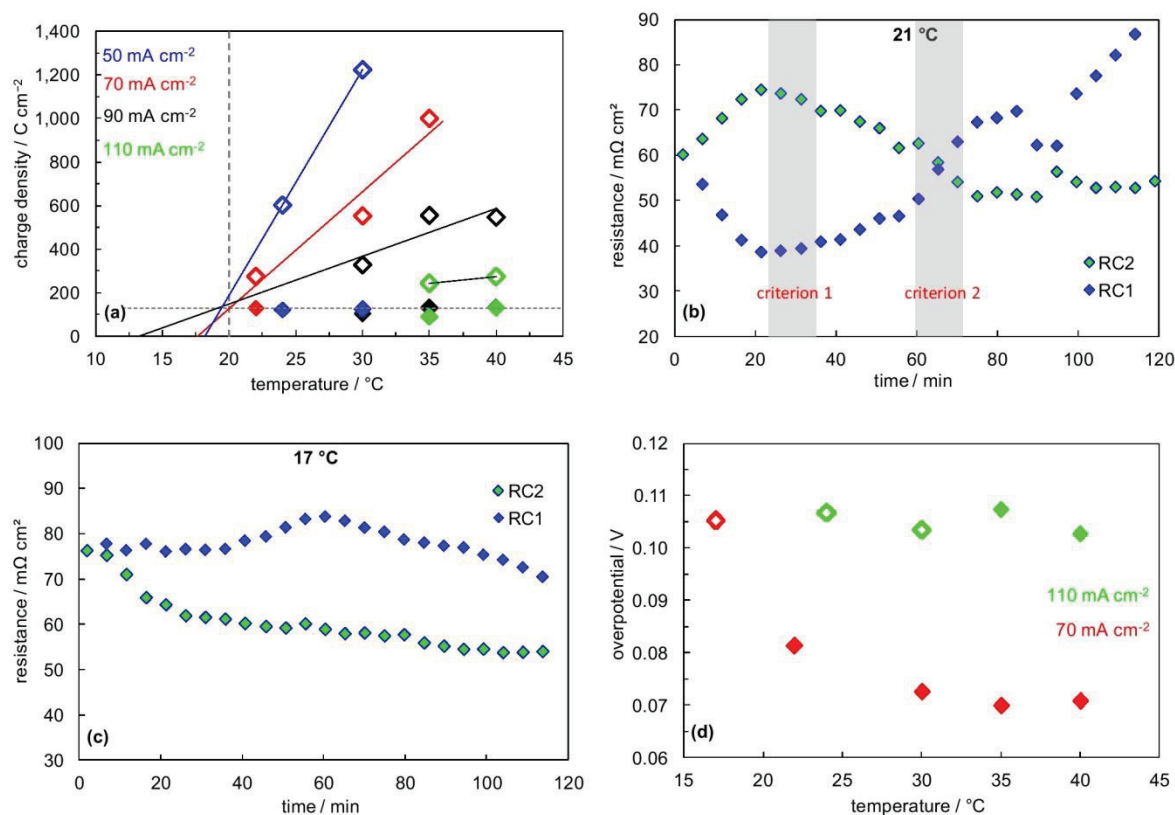 1,400
1,200
1,000
800
600
400
200
0
charge density / C cm⁻²
50 mA cm⁻²
70 mA cm⁻²
90 mA cm⁻²
110 mA cm⁻²
(a)
10 15 20 25 30 35 40 45
temperature / °C
90
80
70
60
50
40
30
20
resistance / mΩ cm²
21 °C
criterion 1
criterion 2
RC2
RC1
(b)
0 20 40 60 80 100 120
time / min
100
90
80
70
60
50
40
30
resistance / mΩ cm²
17 °C
RC2
RC1
(c)
0 20 40 60 80 100 120
time / min
0.12
0.11
0.10
0.09
0.08
0.07
0.06
overpotential / V
110 mA cm⁻²
70 mA cm⁻²
(d)
15 20 25 30 35 40 45
temperature / °C